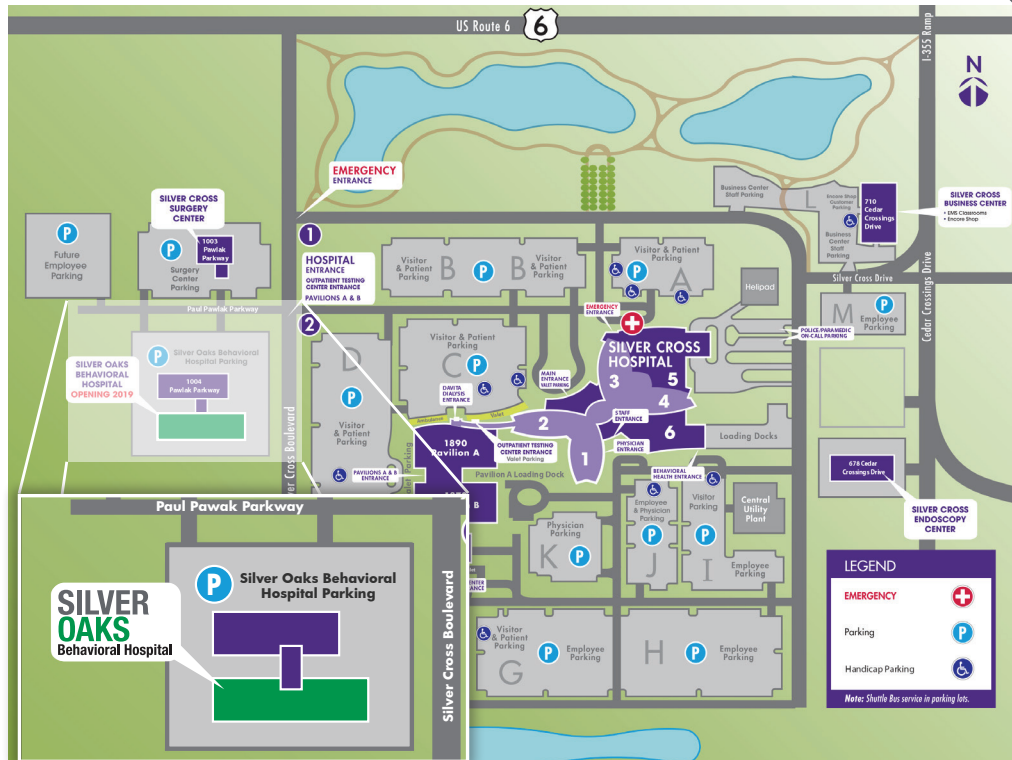 US Route 6
6
I-355 Ramp
N
EMERGENCY
ENTRANCE
SILVER CROSS
SURGERY
CENTER
1003
Pawlak
Parkway
P
Surgery
Center
Parking
P
Future
Employee
Parking
1
HOSPITAL
ENTRANCE
OUTPATIENT TESTING
CENTER ENTRANCE
PAVILIONS A & B
2
Visitor
& Patient
Parking
B
P
B
Visitor
& Patient
Parking
Visitor & Patient
Parking
P
A
Business Center
Staff Parking
L
Encore Shop
Customer
Parking
Business
Center
Staff
Parking
710
Cedar
Crossings
Drive
SILVER CROSS
BUSINESS CENTER
• EMS Classrooms
• Encore Shop
Silver Cross Drive
Cedar Crossings Drive
Helipad
M
P
Employee
Parking
POLICE/PARAMEDIC
ON-CALL PARKING
Paul Pawlak Parkway
P
Silver Oaks Behavioral
Hospital Parking
SILVER OAKS
BEHAVIORAL
HOSPITAL
OPENING 2019
1004
Pawlak Parkway
D
P
Visitor
& Patient
Parking
Visitor & Patient
Parking
C
P
EMERGENCY
ENTRANCE
SILVER CROSS
HOSPITAL
3
5
4
2
6
1
MAIN
ENTRANCE
VALET PARKING
DAVITA
DIALYSIS
ENTRANCE
Ambulance
Valet
STAFF
ENTRANCE
PHYSICIAN
ENTRANCE
OUTPATIENT TESTING
CENTER ENTRANCE
Valet Parking
1890
Pavilion A
PAVILIONS A & B
ENTRANCE
Pavilion A Loading Dock
B
BEHAVIORAL
HEALTH ENTRANCE
Loading Docks
678 Cedar
Crossings Drive
SILVER CROSS
ENDOSCOPY
CENTER
Physician
Parking
K
P
Employee
& Physician
Parking
P
J
Visitor
Parking
P
I
Employee
Parking
Central
Utility
Plant
Visitor
& Patient
Parking
G
P
Employee
Parking
H
P
Employee
Parking
Paul Pawak Parkway
P
Silver Oaks Behavioral
Hospital Parking
SILVER
OAKS
Behavioral Hospital
Silver Cross Boulevard
LEGEND
EMERGENCY
Parking
P
Handicap Parking
Note: Shuttle Bus service in parking lots.